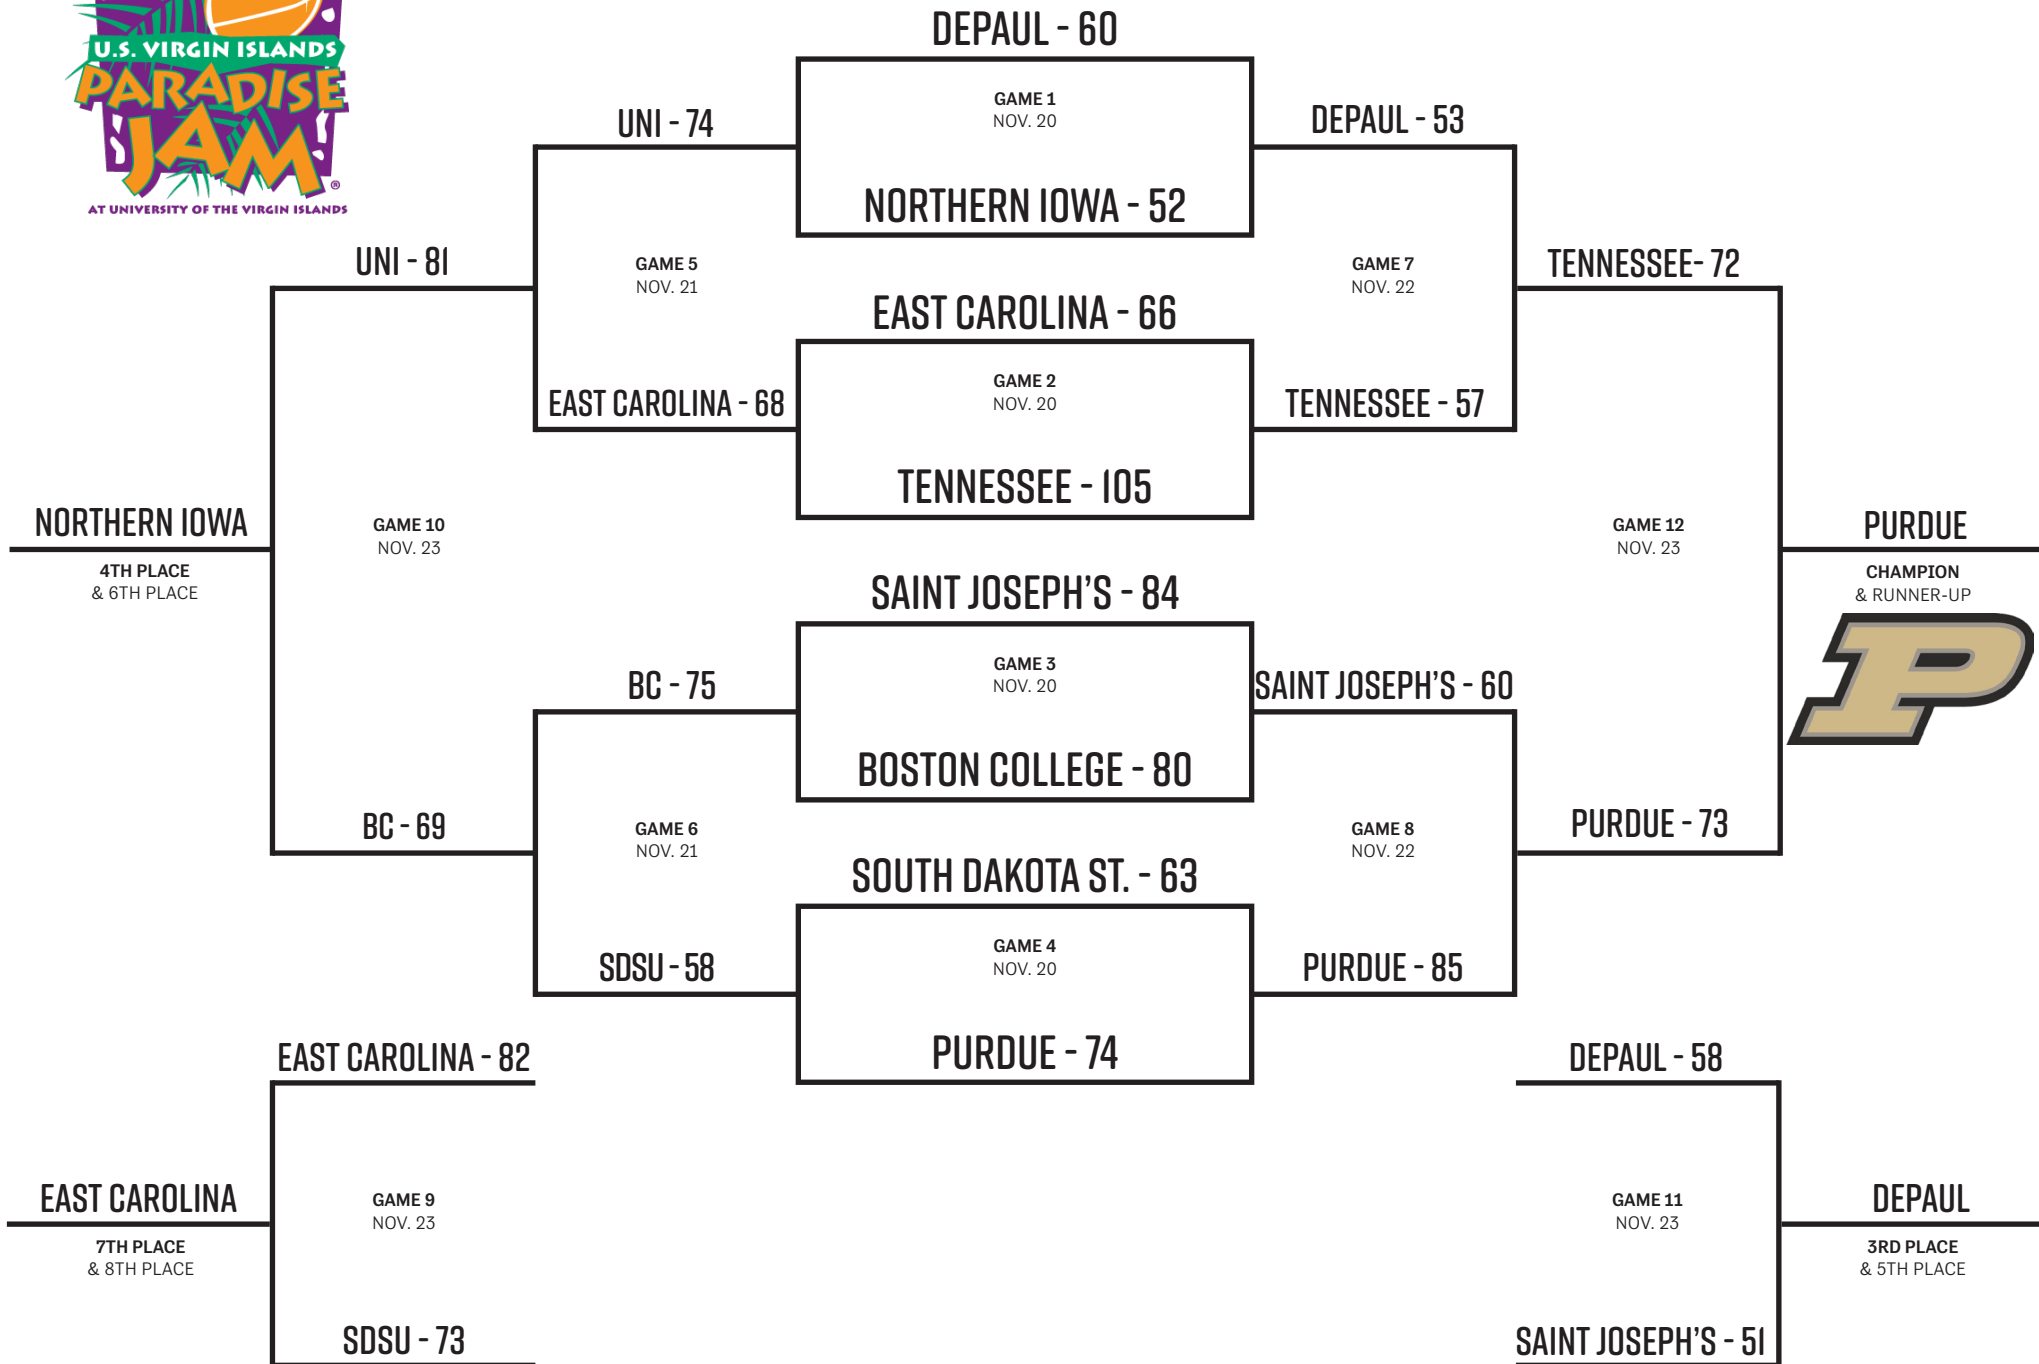 U.S. VIRGIN ISLANDS
PARADISE
JAM
®
AT UNIVERSITY OF THE VIRGIN ISLANDS
DEPAUL - 60
GAME 1
NOV. 20
NORTHERN IOWA - 52
UNI - 74
DEPAUL - 53
UNI - 81
GAME 5
NOV. 21
GAME 7
NOV. 22
TENNESSEE- 72
EAST CAROLINA - 66
GAME 2
NOV. 20
EAST CAROLINA - 68
TENNESSEE - 57
TENNESSEE - 105
NORTHERN IOWA
4TH PLACE
& 6TH PLACE
GAME 10
NOV. 23
GAME 12
NOV. 23
PURDUE
CHAMPION
& RUNNER-UP
P
SAINT JOSEPH'S - 84
GAME 3
NOV. 20
BC - 75
SAINT JOSEPH'S - 60
BOSTON COLLEGE - 80
BC - 69
GAME 6
NOV. 21
GAME 8
NOV. 22
PURDUE - 73
SOUTH DAKOTA ST. - 63
GAME 4
NOV. 20
SDSU - 58
PURDUE - 85
PURDUE - 74
EAST CAROLINA - 82
DEPAUL - 58
EAST CAROLINA
7TH PLACE
& 8TH PLACE
GAME 9
NOV. 23
GAME 11
NOV. 23
DEPAUL
3RD PLACE
& 5TH PLACE
SDSU - 73
SAINT JOSEPH'S - 51